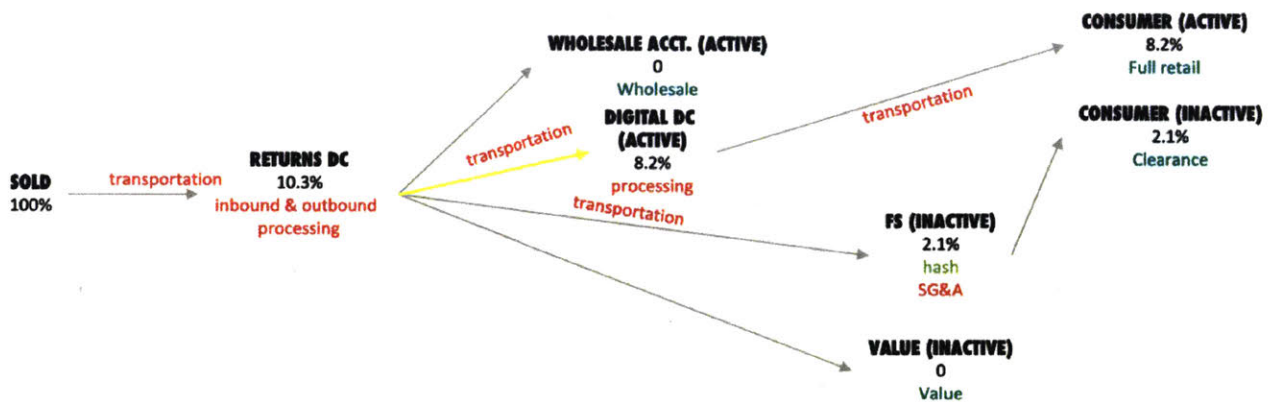 SOLD
100%
transportation
RETURNS DC
10.3%
inbound & outbound
processing
WHOLESALE ACCT. (ACTIVE)
0
Wholesale
transportation
DIGITAL DC
(ACTIVE)
8.2%
processing
transportation
FS (INACTIVE)
2.1%
hash
SG&A
VALUE (INACTIVE)
0
Value
transportation
CONSUMER (ACTIVE)
8.2%
Full retail
CONSUMER (INACTIVE)
2.1%
Clearance